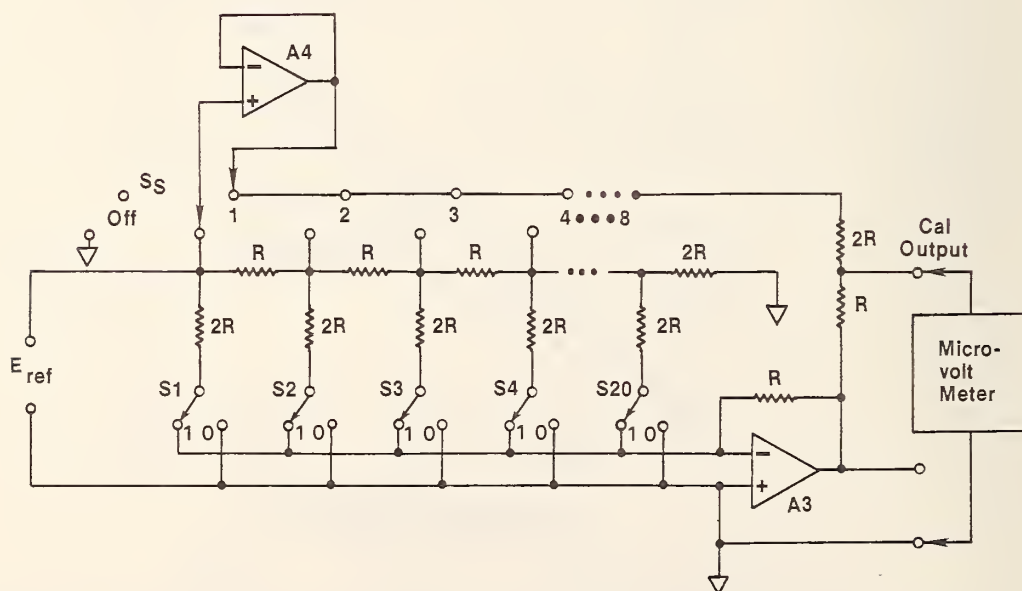 A4
−
+
S_S
Off
1 2 3 4 8
R R R 2R
2R
Cal
Output
2R 2R 2R 2R 2R
R
E_ref
S1 S2 S3 S4 S20
R
Micro-
volt
Meter
1 0 1 0 1 0 1 0 1 0
−
+
A3